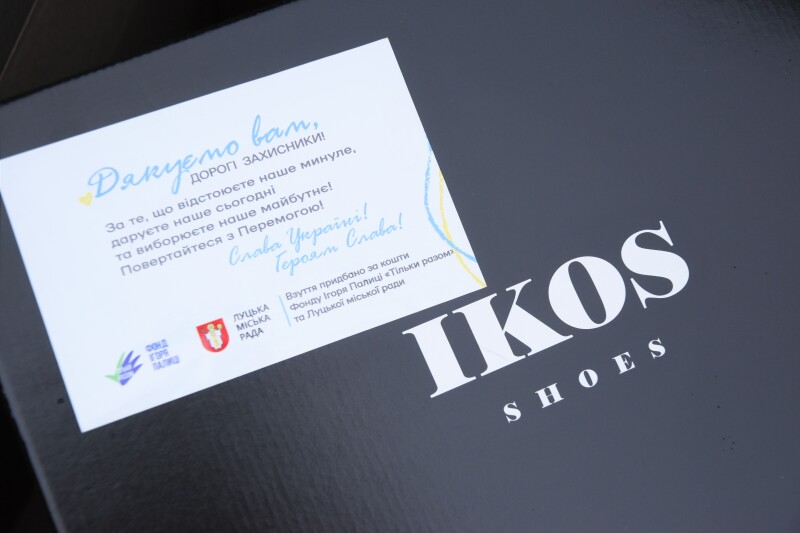 Дякуємо вам,
ДОРОГІ ЗАХИСНИКИ!
За те, що відстоюєте наше минуле,
даруєте наше сьогодні
та виборюєте наше майбутнє!
Повертайтеся з Перемогою!
Слава Україні!
Героям Слава!
ФОНД
ІГОРЯ
ПАЛИЦІ
ЛУЦЬКА
МІСЬКА
РАДА
Взуття придбано за кошти
Фонду Ігоря Палиці «Тільки разом»
та Луцької міської ради
IKOS
SHOES